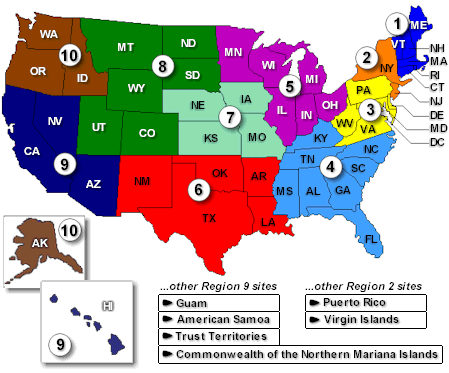 1
ME
WA
VT
MT
ND
MN
NH
10
2
OR
ID
WI
MI
NY
MA
8
SD
RI
WY
5
PA
CT
NE
IA
NJ
NV
IL
IN
OH
3
DE
UT
CO
7
WV
VA
MD
CA
KS
MO
KY
DC
9
NC
TN
4
AZ
NM
6
OK
AR
SC
MS
AL
GA
TX
LA
10
FL
AK
HI
9
...other Region 9 sites
Guam
American Samoa
Trust Territories
Commonwealth of the Northern Mariana Islands
...other Region 2 sites
Puerto Rico
Virgin Islands